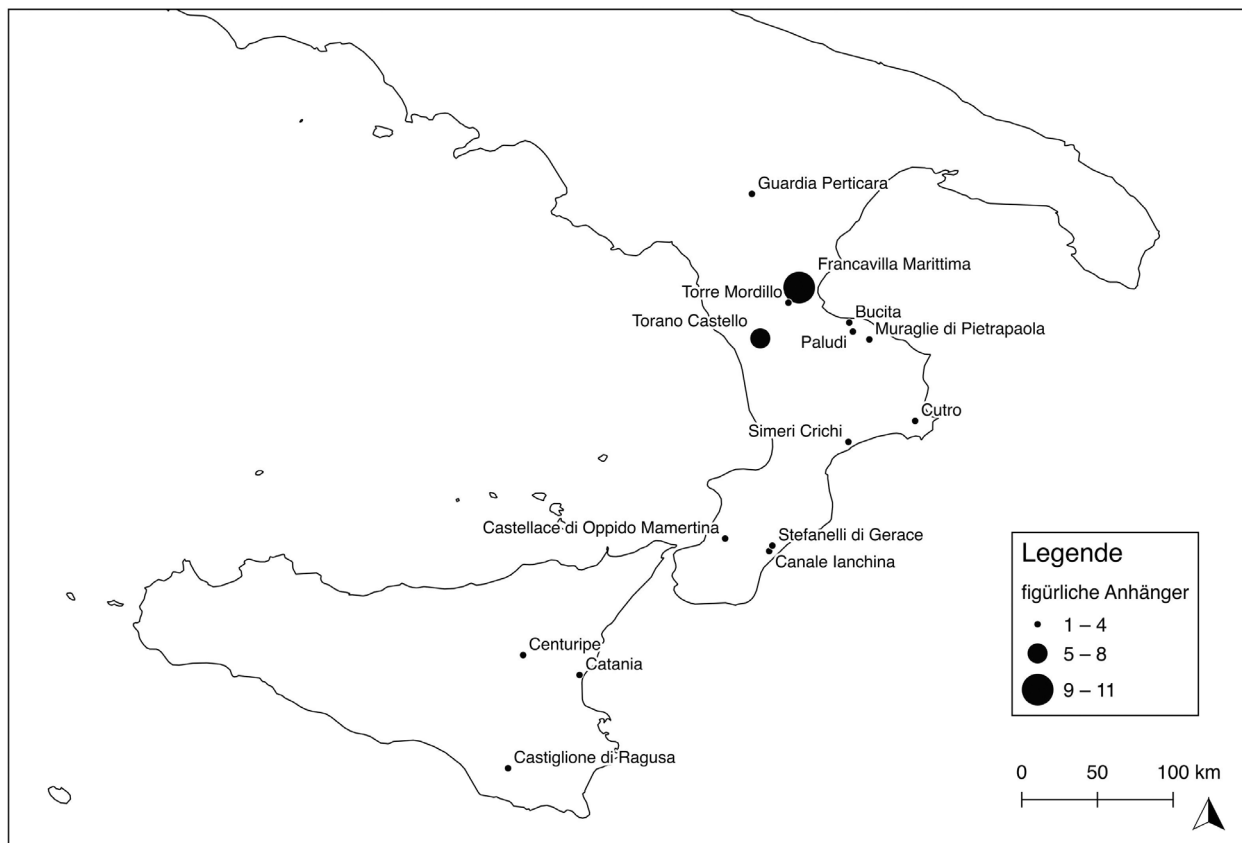 Guardia Perticara
Francavilla Marittima
Torre Mordillo
Torano Castello
Bucita
Muraglie di Pietrapaola
Paludi
Cutro
Simeri Crichi
Castellace di Oppido Mamertina
Stefanelli di Gerace
Canale Ianchina
Centuripe
Catania
Castiglione di Ragusa
Legende
figürliche Anhänger
1 – 4
5 – 8
9 – 11
0 50 100 km